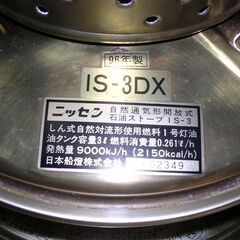 96年製
IS-3DX
ニッセン 自然通気形開放式
石油ストーブ IS-3
しん式自然対流形使用燃料1号灯油
油タンク容量3ℓ 燃料消費量0.261ℓ/h
発熱量 9000kJ/h (2150kcal/h)
日本船燈株式会社 2349